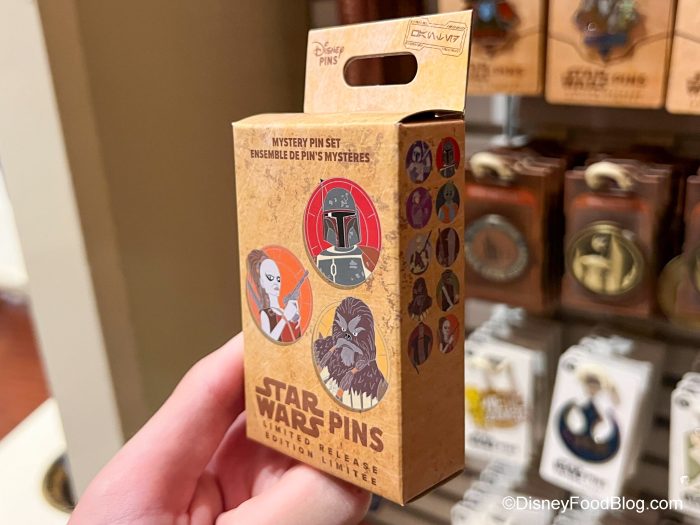 Disney
PINS
MYSTERY PIN SET
ENSEMBLE DE PIN'S MYSTÈRES
STAR
WARS PINS
LIMITED RELEASE
EDITION LIMITÉE
STAR
WARS PINS
©DisneyFoodBlog.com